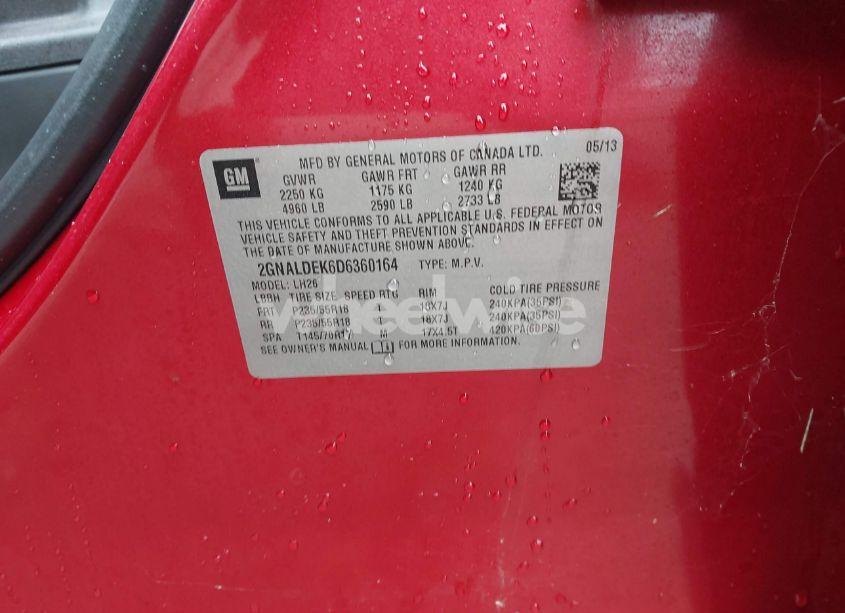 GM
MFD BY GENERAL MOTORS OF CANADA LTD. 05/13
GVWR GAWR FRT GAWR RR
2250 KG 1175 KG 1240 KG
4960 LB 2590 LB 2733 LB
THIS VEHICLE CONFORMS TO ALL APPLICABLE U.S. FEDERAL MOTOR
VEHICLE SAFETY AND THEFT PREVENTION STANDARDS IN EFFECT ON
THE DATE OF MANUFACTURE SHOWN ABOVE.
2GNALDEK6D6360164 TYPE: M.P.V.
MODEL: LH26
LBBH TIRE SIZE SPEED RTG RIM COLD TIRE PRESSURE
FRT P235/55R18 T 18X7J 240KPA(35PSI)
RR P235/55R18 T 18X7J 240KPA(35PSI)
SPA T145/70R17 M 17X4.5T 420KPA(60PSI)
SEE OWNER'S MANUAL FOR MORE INFORMATION.
wheelwise